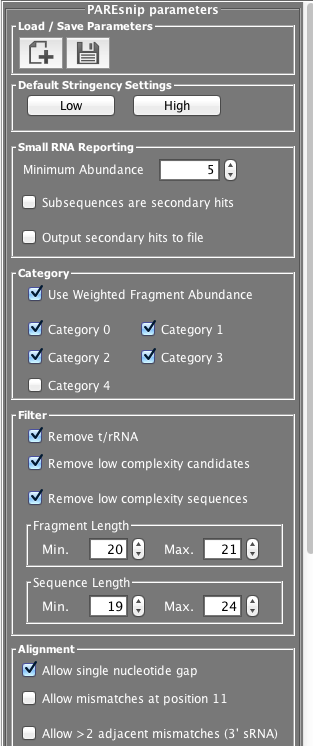 PAREsnip parameters
Load / Save Parameters
Default Stringency Settings
Low High
Small RNA Reporting
Minimum Abundance 5
Subsequences are secondary hits
Output secondary hits to file
Category
Use Weighted Fragment Abundance
Category 0 Category 1
Category 2 Category 3
Category 4
Filter
Remove t/rRNA
Remove low complexity candidates
Remove low complexity sequences
Fragment Length
Min. 20 Max. 21
Sequence Length
Min. 19 Max. 24
Alignment
Allow single nucleotide gap
Allow mismatches at position 11
Allow >2 adjacent mismatches (3' sRNA)